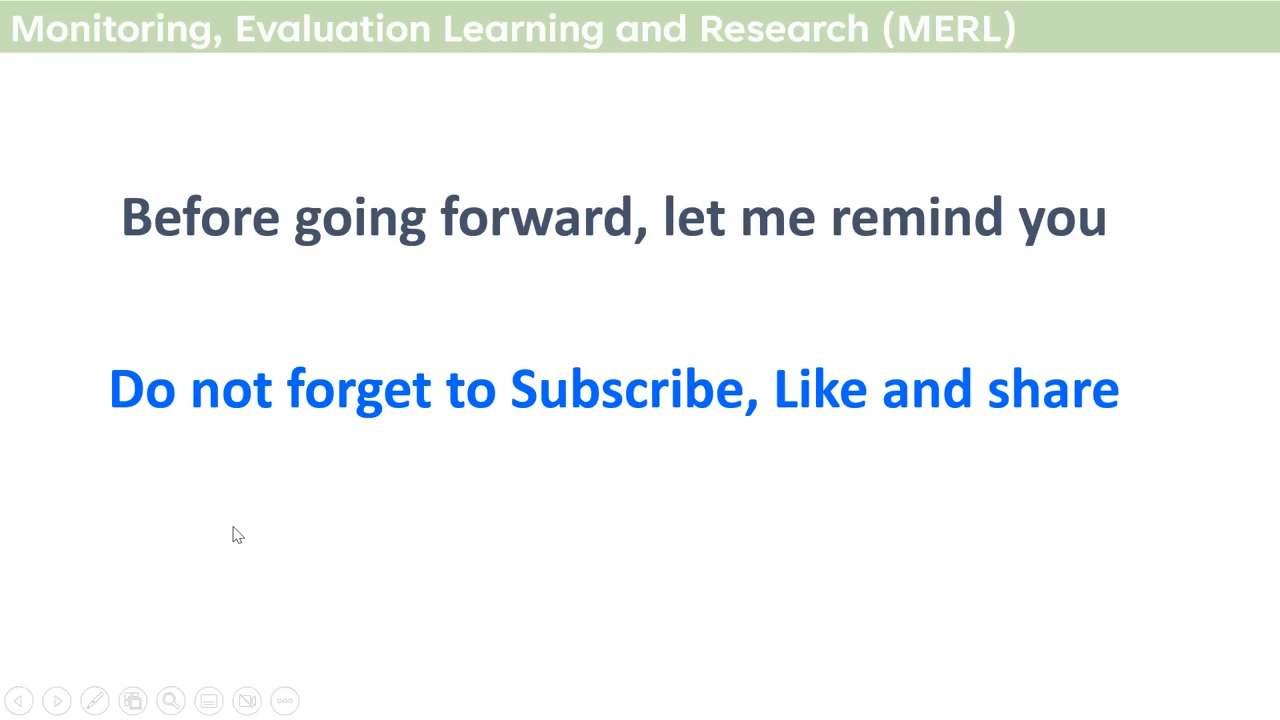 Monitoring, Evaluation Learning and Research (MERL)
Before going forward, let me remind you
Do not forget to Subscribe, Like and share